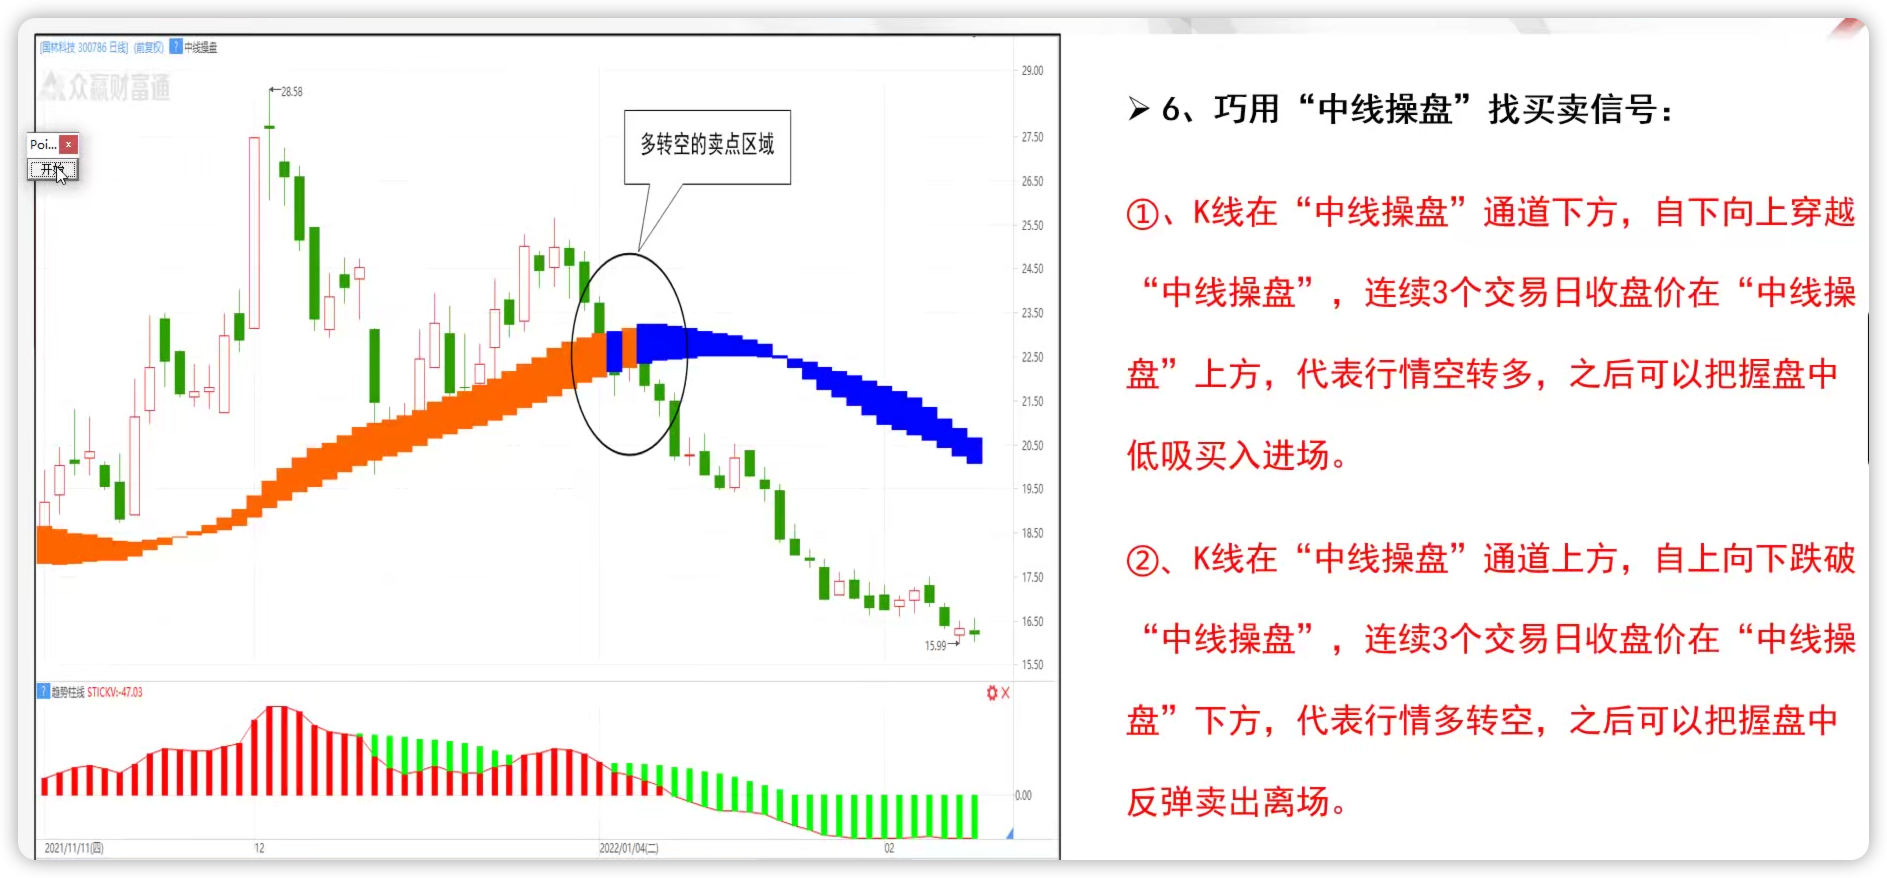 [国林科技 300786 日线] (前复权) ? 中线操盘
众赢财富通
Poi... x
开始
28.58
多转空的卖点区域
29.00
27.50
26.50
25.50
24.50
23.50
22.50
21.50
20.50
19.50
18.50
17.50
16.50
15.50
15.99
? 趋势柱线 STICKV:-47.03
0.00
2021/11/11(四) 12 2022/01/04(二) 02
➢ 6、巧用“中线操盘”找买卖信号：
①、K线在“中线操盘”通道下方，自下向上穿越
“中线操盘”，连续3个交易日收盘价在“中线操
盘”上方，代表行情空转多，之后可以把握盘中
低吸买入进场。
②、K线在“中线操盘”通道上方，自上向下跌破
“中线操盘”，连续3个交易日收盘价在“中线操
盘”下方，代表行情多转空，之后可以把握盘中
反弹卖出离场。